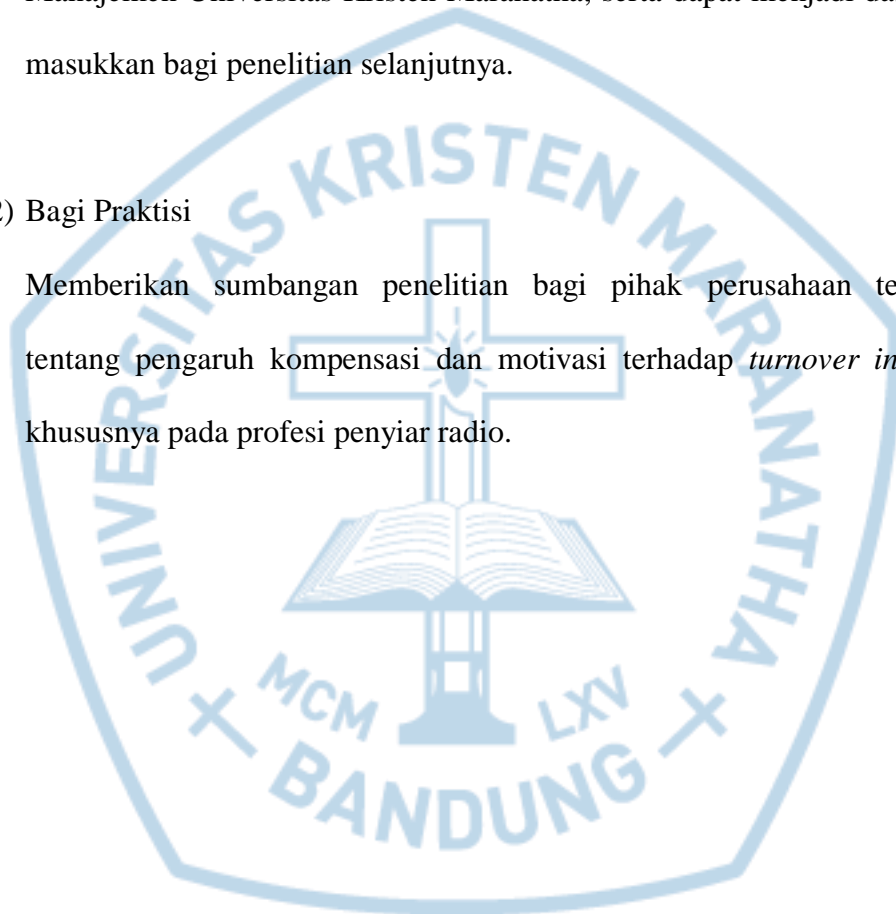 Manajemen Universitas Kristen Maranatha, serta dapat menjadi
masukkan bagi penelitian selanjutnya.
2) Bagi Praktisi
Memberikan sumbangan penelitian bagi pihak perusahaan
tentang pengaruh kompensasi dan motivasi terhadap turnover
khususnya pada profesi penyiar radio.
UNIVERSITAS KRISTEN MARANATHA
MCM LXV
BANDUNG